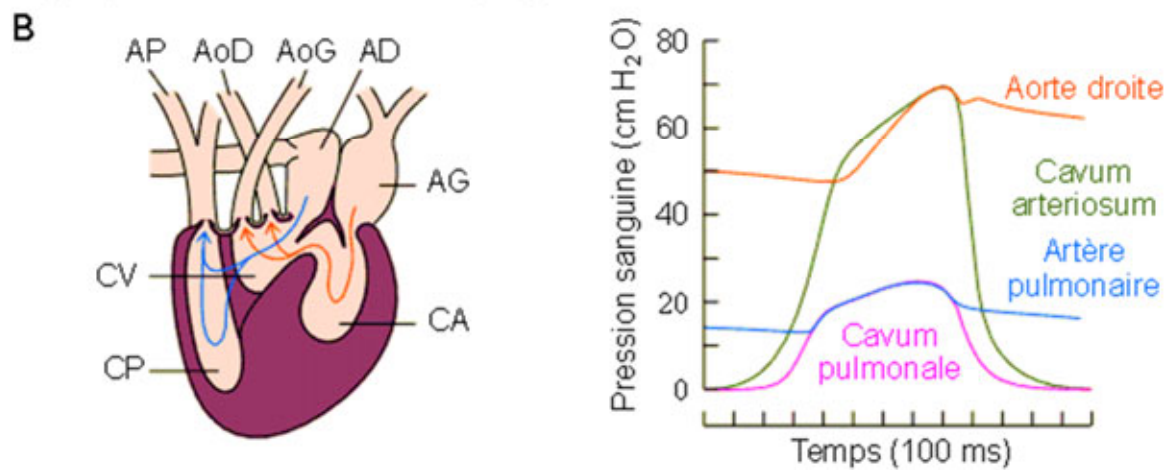 B
AP AoD AoG AD
AG
CV
CA
CP
Pression sanguine (cm H₂O)
80
60
40
20
0
Aorte droite
Cavum
arteriosum
Artère
pulmonaire
Cavum
pulmonale
Temps (100 ms)